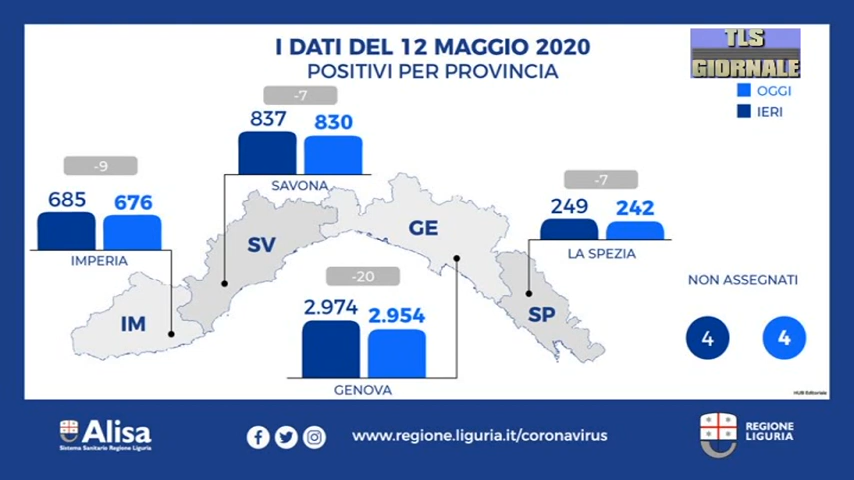 I DATI DEL 12 MAGGIO 2020
POSITIVI PER PROVINCIA
TLS
GIORNALE
OGGI
IERI
-7
837 830
SAVONA
-9
685 676
IMPERIA
-7
249 242
LA SPEZIA
-20
2.974 2.954
GENOVA
IM
SV
GE
SP
NON ASSEGNATI
4 4
HUB Editoriale
Alisa
Sistema Sanitario Regione Liguria
www.regione.liguria.it/coronavirus
REGIONE
LIGURIA